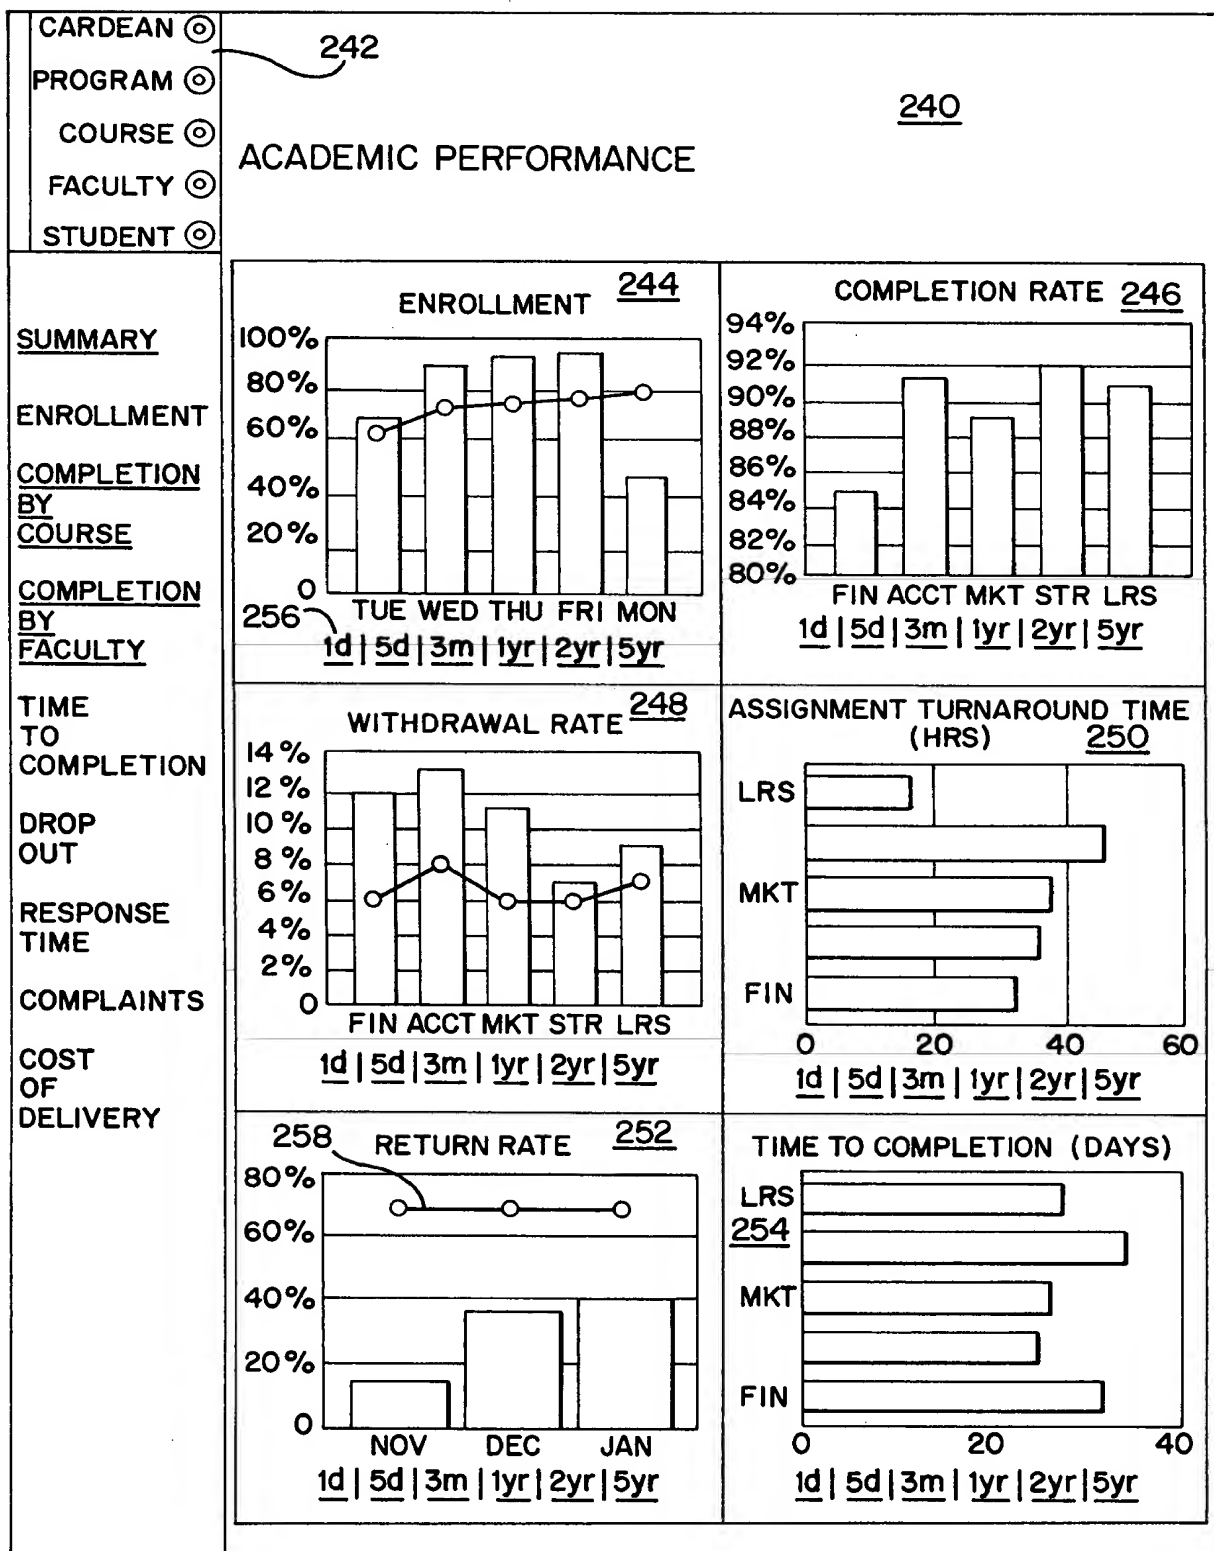 CARDEAN
PROGRAM
COURSE
FACULTY
STUDENT
242
240
ACADEMIC PERFORMANCE
SUMMARY
ENROLLMENT
COMPLETION
BY
COURSE
COMPLETION
BY
FACULTY
TIME
TO
COMPLETION
DROP
OUT
RESPONSE
TIME
COMPLAINTS
COST
OF
DELIVERY
ENROLLMENT 244
100%
80%
60%
40%
20%
0
TUE WED THU FRI MON
256
1d | 5d | 3m | 1yr | 2yr | 5yr
COMPLETION RATE 246
94%
92%
90%
88%
86%
84%
82%
80%
FIN ACCT MKT STR LRS
1d | 5d | 3m | 1yr | 2yr | 5yr
WITHDRAWAL RATE 248
14%
12%
10%
8%
6%
4%
2%
0
FIN ACCT MKT STR LRS
1d | 5d | 3m | 1yr | 2yr | 5yr
ASSIGNMENT TURNAROUND TIME
(HRS) 250
LRS
MKT
FIN
0 20 40 60
1d | 5d | 3m | 1yr | 2yr | 5yr
258 RETURN RATE 252
80%
60%
40%
20%
0
NOV DEC JAN
1d | 5d | 3m | 1yr | 2yr | 5yr
TIME TO COMPLETION (DAYS)
LRS
254
MKT
FIN
0 20 40
1d | 5d | 3m | 1yr | 2yr | 5yr